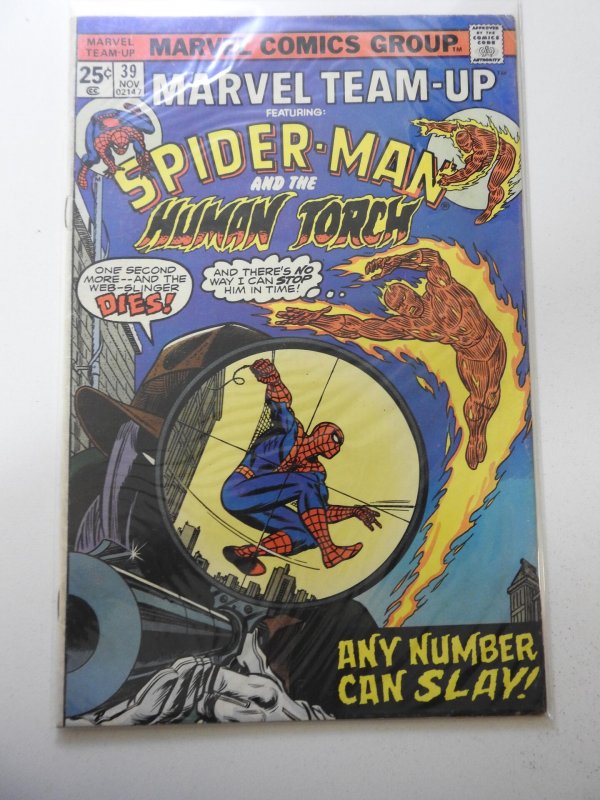 MARVEL
TEAM-UP
MARVEL COMICS GROUP™
APPROVED
BY THE
COMICS
CODE
AUTHORITY
25¢
39
NOV
02147
MARVEL TEAM-UP
FEATURING:
SPIDER-MAN
AND THE
HUMAN TORCH
ONE SECOND
MORE--AND THE
WEB-SLINGER
DIES!
AND THERE'S NO
WAY I CAN STOP
HIM IN TIME!
ANY NUMBER
CAN SLAY!